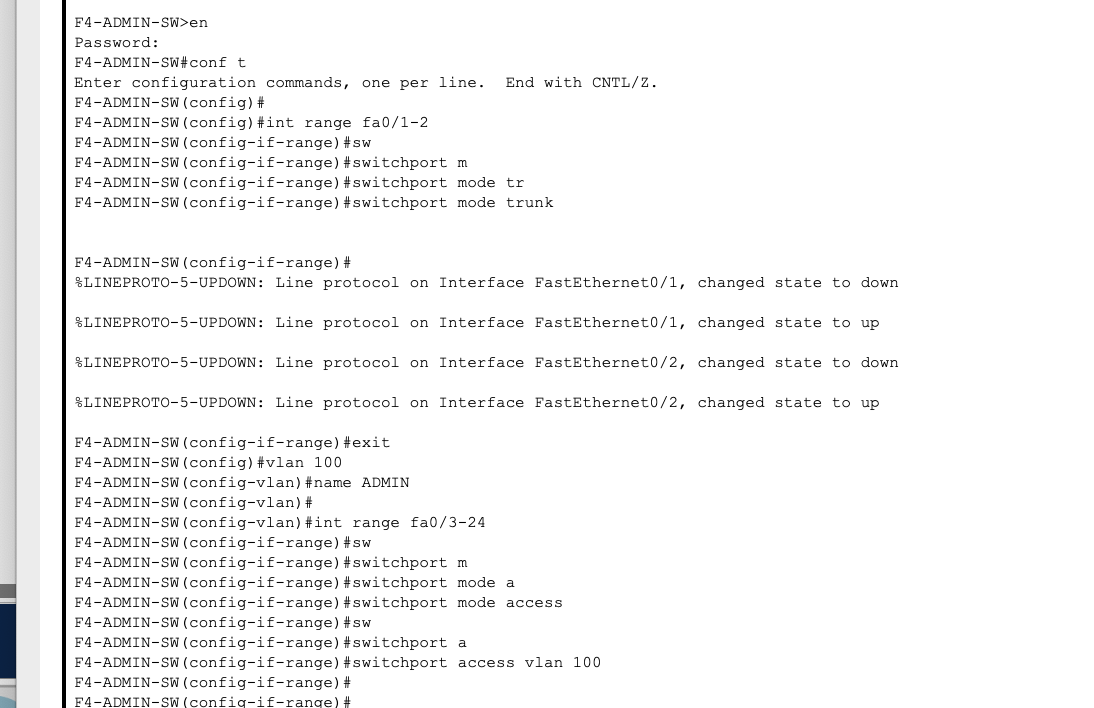 F4-ADMIN-SW>en
Password:
F4-ADMIN-SW#conf t
Enter configuration commands, one per line.  End with CNTL/Z.
F4-ADMIN-SW(config)#
F4-ADMIN-SW(config)#int range fa0/1-2
F4-ADMIN-SW(config-if-range)#sw
F4-ADMIN-SW(config-if-range)#switchport m
F4-ADMIN-SW(config-if-range)#switchport mode tr
F4-ADMIN-SW(config-if-range)#switchport mode trunk
F4-ADMIN-SW(config-if-range)#
%LINEPROTO-5-UPDOWN: Line protocol on Interface FastEthernet0/1, changed state to down
%LINEPROTO-5-UPDOWN: Line protocol on Interface FastEthernet0/1, changed state to up
%LINEPROTO-5-UPDOWN: Line protocol on Interface FastEthernet0/2, changed state to down
%LINEPROTO-5-UPDOWN: Line protocol on Interface FastEthernet0/2, changed state to up
F4-ADMIN-SW(config-if-range)#exit
F4-ADMIN-SW(config)#vlan 100
F4-ADMIN-SW(config-vlan)#name ADMIN
F4-ADMIN-SW(config-vlan)#
F4-ADMIN-SW(config-vlan)#int range fa0/3-24
F4-ADMIN-SW(config-if-range)#sw
F4-ADMIN-SW(config-if-range)#switchport m
F4-ADMIN-SW(config-if-range)#switchport mode a
F4-ADMIN-SW(config-if-range)#switchport mode access
F4-ADMIN-SW(config-if-range)#sw
F4-ADMIN-SW(config-if-range)#switchport a
F4-ADMIN-SW(config-if-range)#switchport access vlan 100
F4-ADMIN-SW(config-if-range)#
F4-ADMIN-SW(config-if-range)#